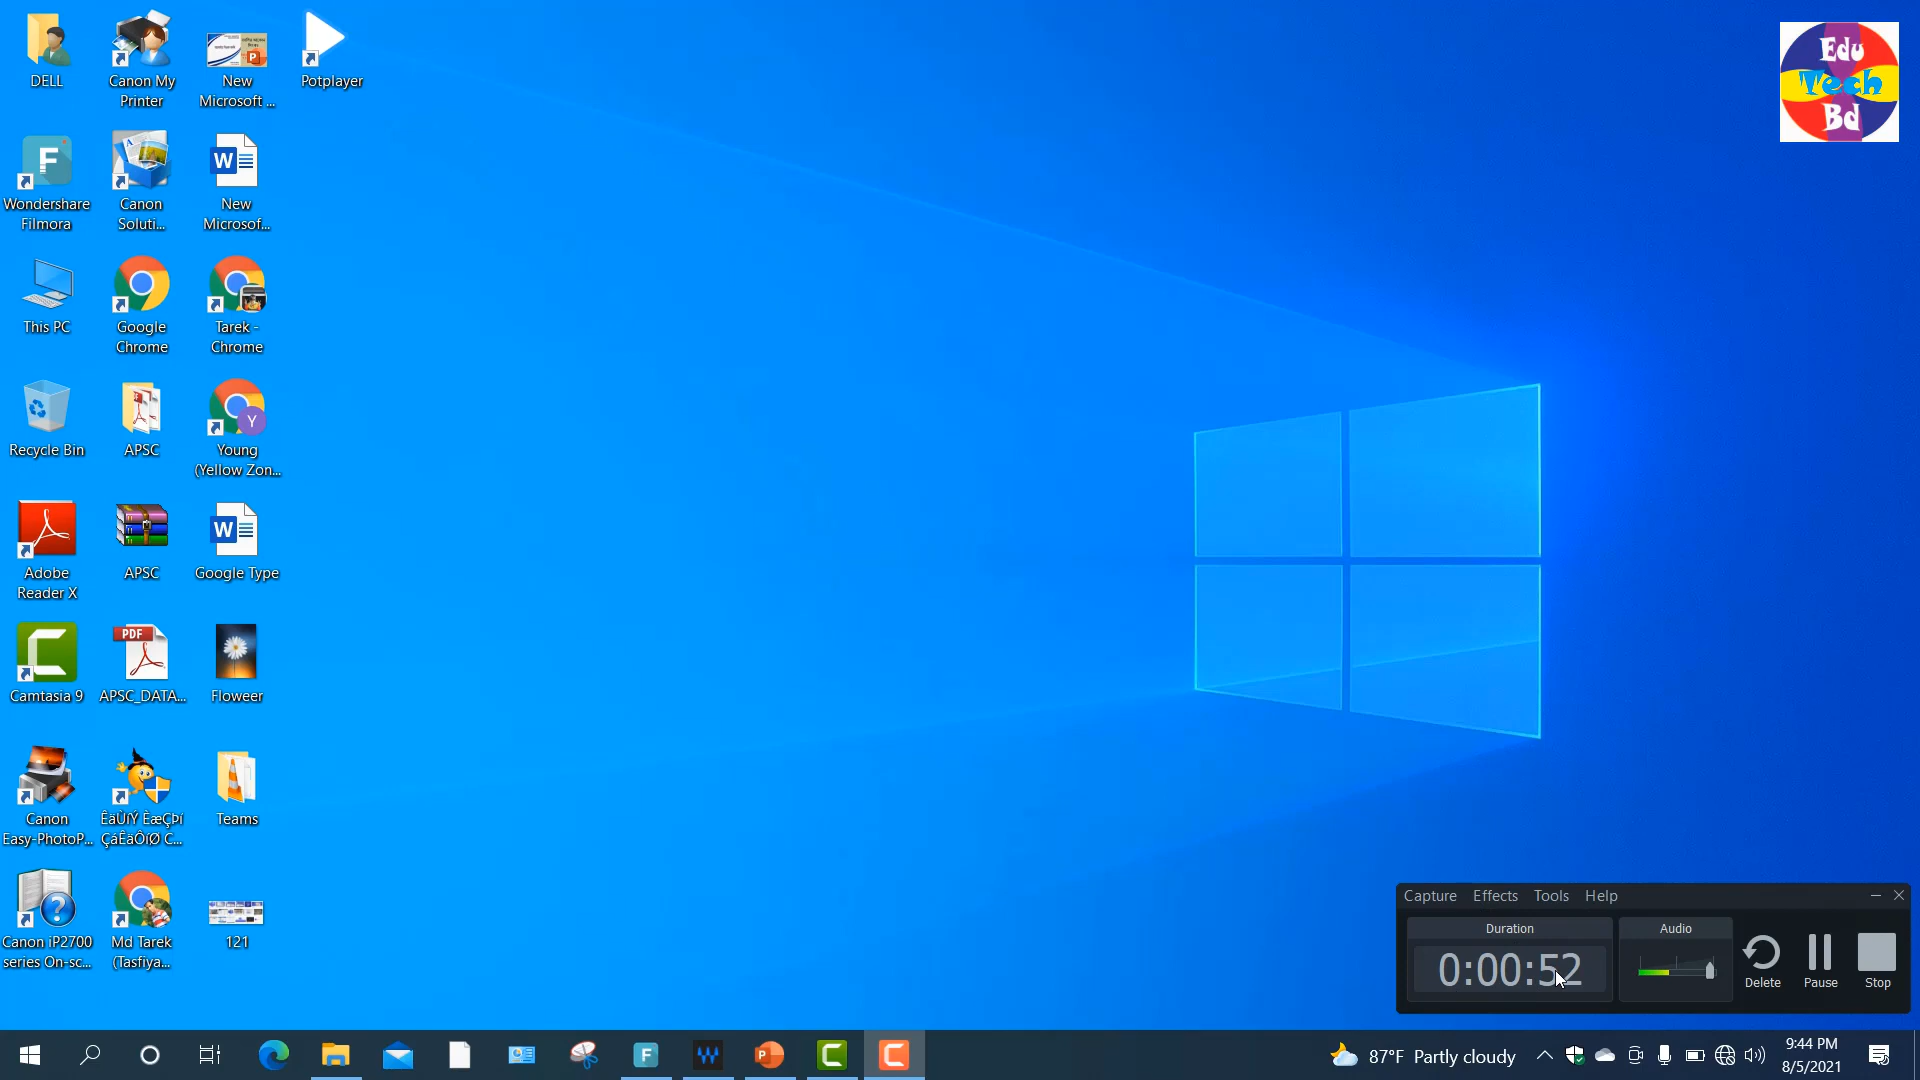 DELL
Canon My
Printer
New
Microsoft ...
Potplayer
Edu
Tech
Bd
Wondershare
Filmora
Canon
Soluti...
New
Microsof...
This PC
Google
Chrome
Tarek -
Chrome
Recycle Bin
APSC
Y
Young
(Yellow Zon...
Adobe
Reader X
APSC
Google Type
Camtasia 9
PDF
APSC_DATA...
Floweer
Canon
Easy-PhotoP...
ÊäÙíÝ ÈæÇÞí
ÇáÊäÔíØ C...
Teams
Canon iP2700
series On-sc...
Md Tarek
(Tasfiya...
121
Capture Effects Tools Help
Duration
Audio
0:00:52
Delete
Pause
Stop
87°F Partly cloudy
9:44 PM
8/5/2021